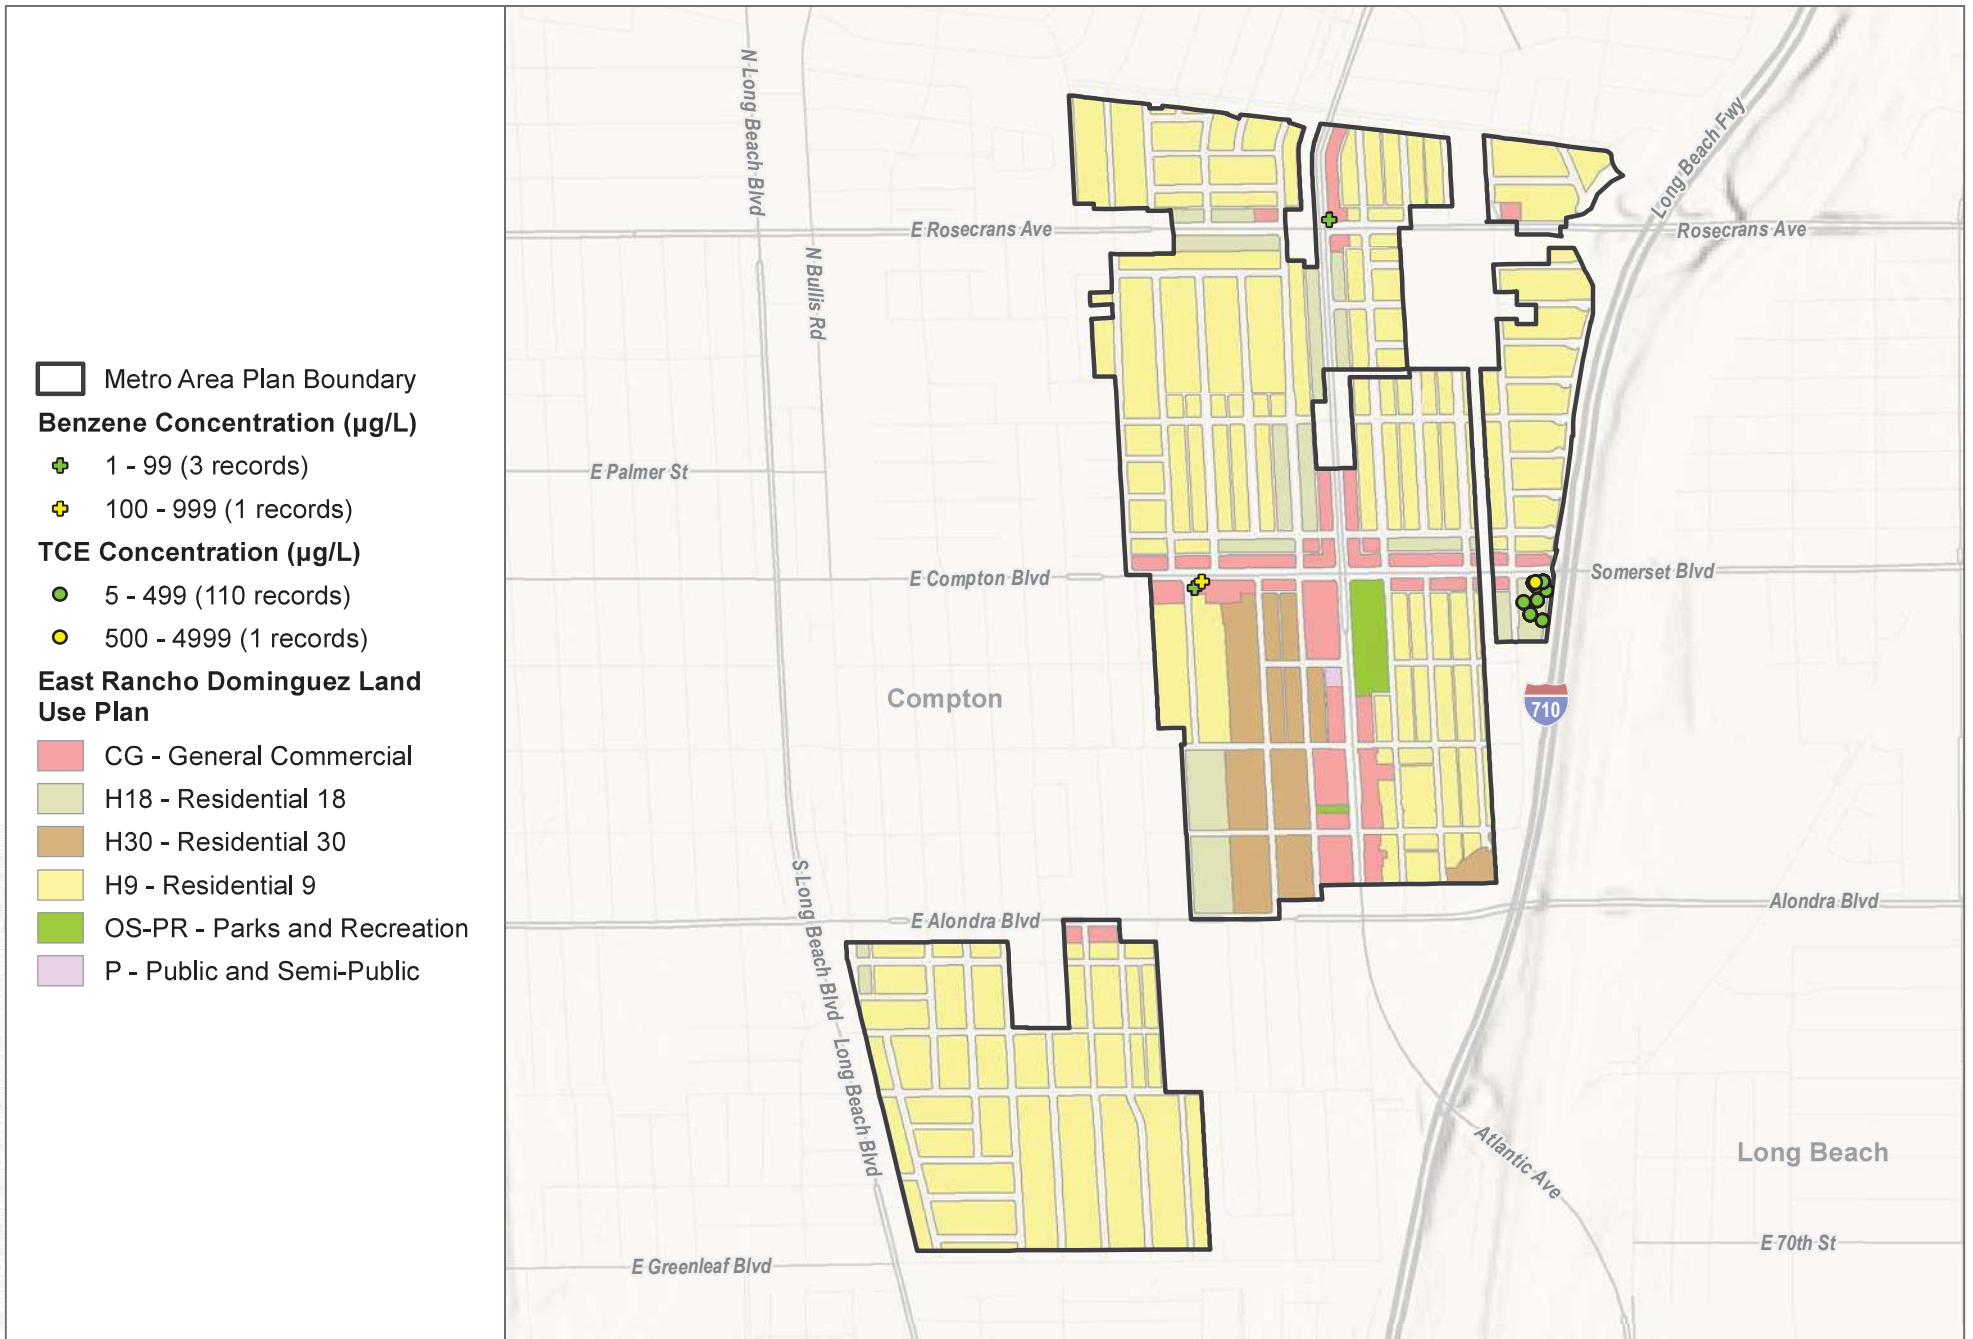 Metro Area Plan Boundary
Benzene Concentration (µg/L)
1 - 99 (3 records)
100 - 999 (1 records)
TCE Concentration (µg/L)
5 - 499 (110 records)
500 - 4999 (1 records)
East Rancho Dominguez Land
Use Plan
CG - General Commercial
H18 - Residential 18
H30 - Residential 30
H9 - Residential 9
OS-PR - Parks and Recreation
P - Public and Semi-Public
N Long Beach Blvd
N Bullis Rd
Long Beach Fwy
E Rosecrans Ave
Rosecrans Ave
E Palmer St
E Compton Blvd
Somerset Blvd
Compton
710
S Long Beach Blvd
E Alondra Blvd
Alondra Blvd
Long Beach Blvd
Atlantic Ave
Long Beach
E 70th St
E Greenleaf Blvd